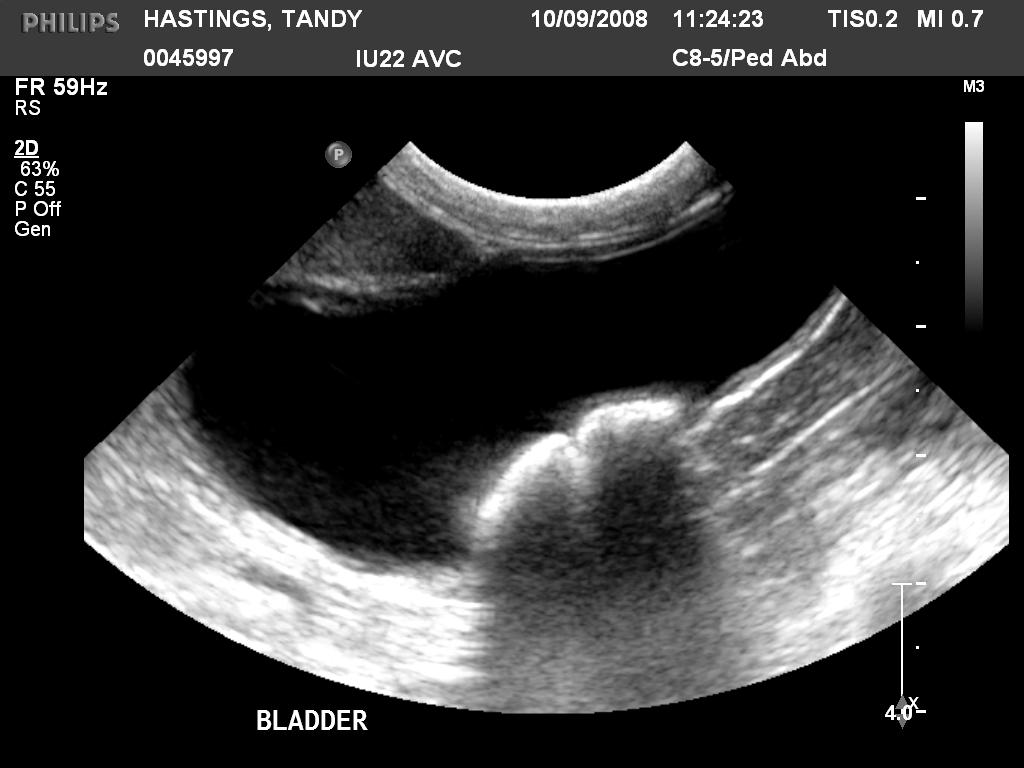 PHILIPS
HASTINGS, TANDY 10/09/2008 11:24:23 TIS0.2 MI 0.7
0045997 IU22 AVC C8-5/Ped Abd
FR 59Hz
RS
M3
2D
63%
C 55
P Off
Gen
P
X
4.0
BLADDER